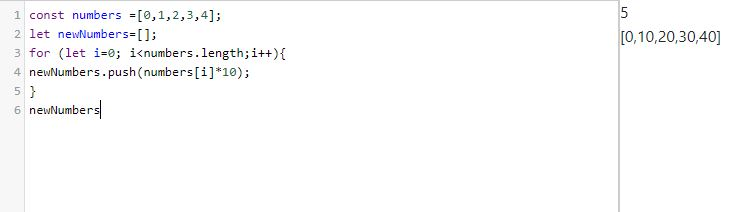 1 const numbers =[0,1,2,3,4];
2 let newNumbers=[];
3 for (let i=0; i<numbers.length;i++){
4 newNumbers.push(numbers[i]*10);
5 }
6 newNumbers
5
[0,10,20,30,40]